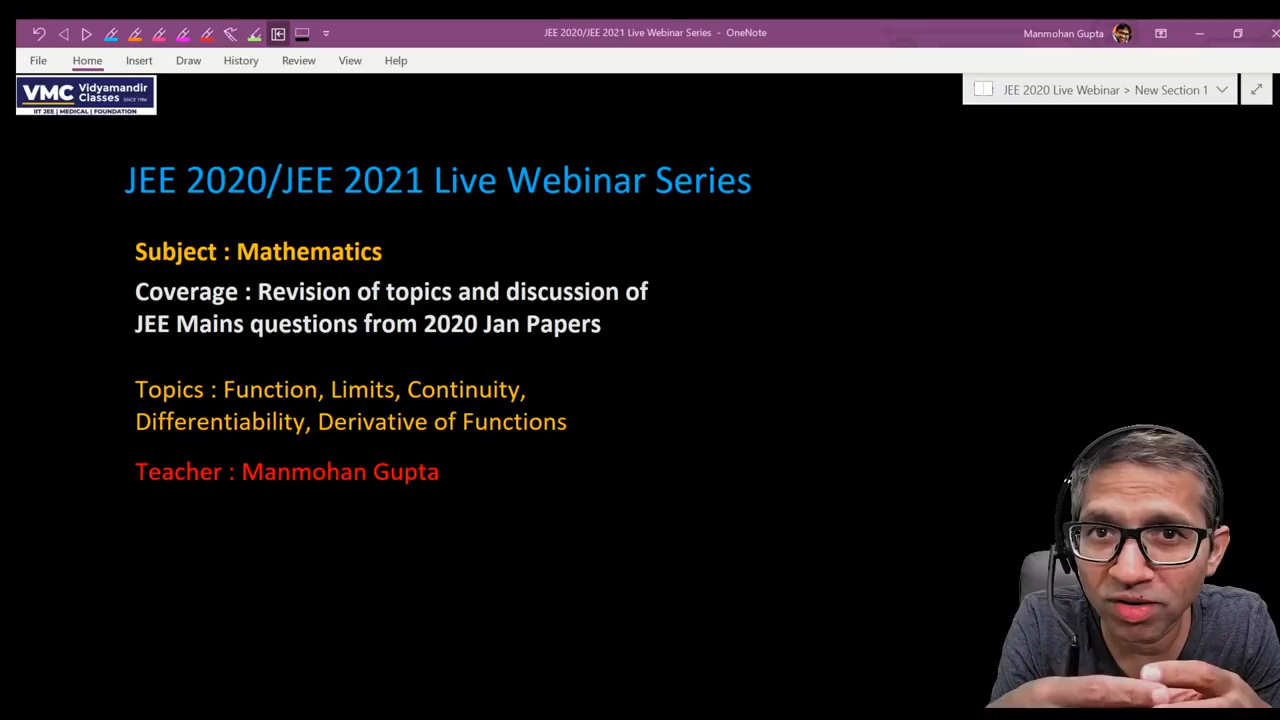 JEE 2020/JEE 2021 Live Webinar Series - OneNote
Manmohan Gupta
File Home Insert Draw History Review View Help
VMC Vidyamandir
Classes SINCE 1986
IIT JEE | MEDICAL | FOUNDATION
JEE 2020 Live Webinar > New Section 1
JEE 2020/JEE 2021 Live Webinar Series
Subject : Mathematics
Coverage : Revision of topics and discussion of
JEE Mains questions from 2020 Jan Papers
Topics : Function, Limits, Continuity,
Differentiability, Derivative of Functions
Teacher : Manmohan Gupta